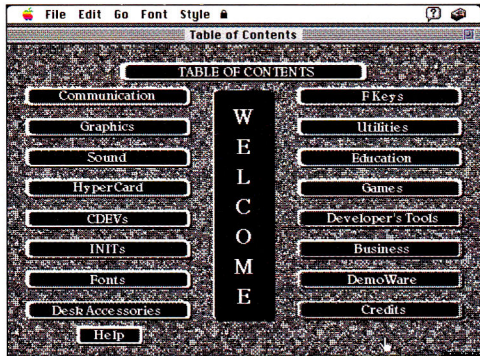 File Edit Go Font Style
Table of Contents
TABLE OF CONTENTS
Communication
Graphics
Sound
HyperCard
CDEVs
INITs
Fonts
Desk Accessories
Help
WELCOME
FKeys
Utilities
Education
Games
Developer's Tools
Business
DemoWare
Credits